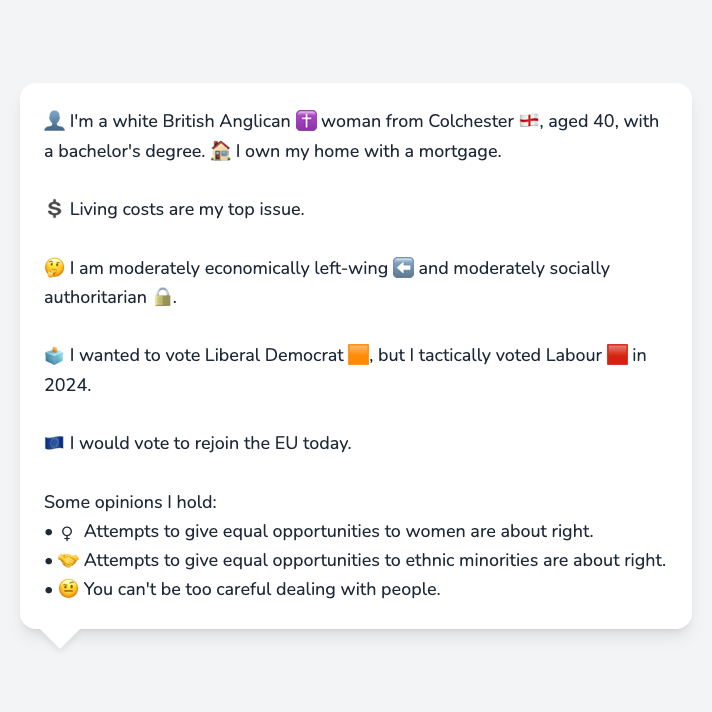 👤 I'm a white British Anglican ✝️ woman from Colchester 🏴󠁧󠁢󠁥󠁮󠁧󠁿, aged 40, with
a bachelor's degree. 🏠 I own my home with a mortgage.
💲 Living costs are my top issue.
🤔 I am moderately economically left-wing ⬅️ and moderately socially
authoritarian 🔒.
🗳️ I wanted to vote Liberal Democrat 🟧, but I tactically voted Labour 🟥 in
2024.
🇪🇺 I would vote to rejoin the EU today.
Some opinions I hold:
• ♀ Attempts to give equal opportunities to women are about right.
• 🤝 Attempts to give equal opportunities to ethnic minorities are about right.
• 🤨 You can't be too careful dealing with people.